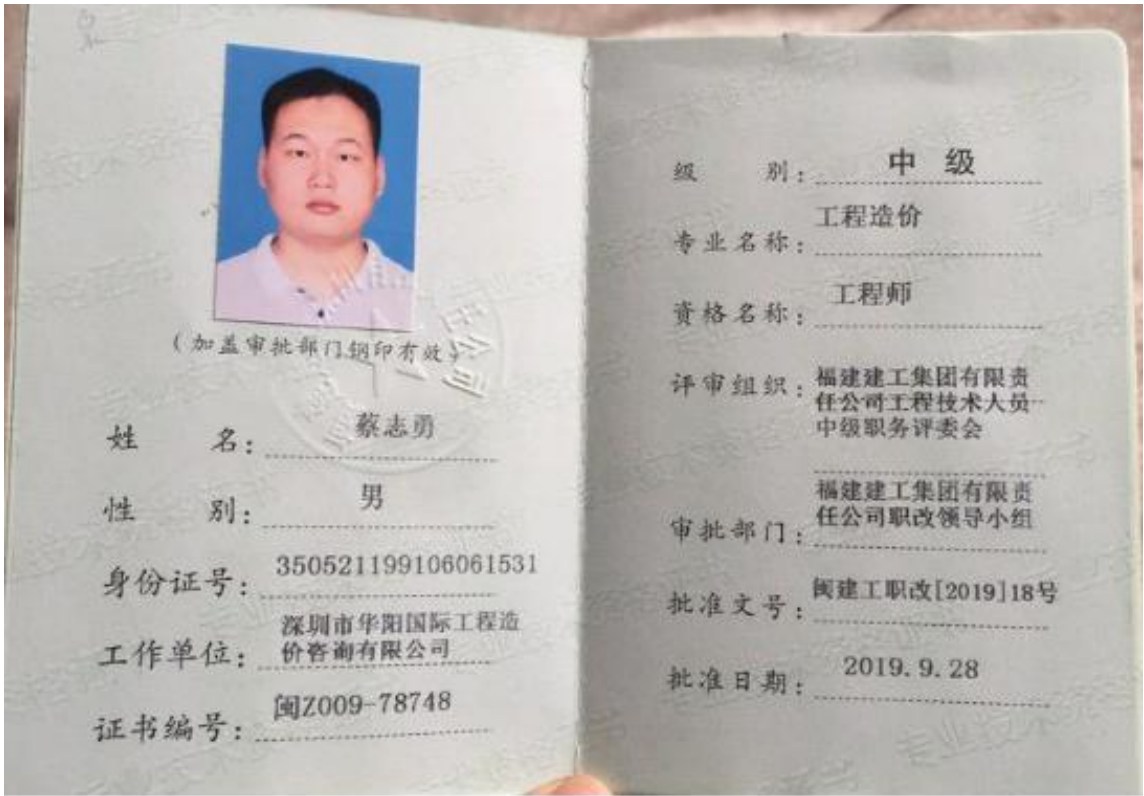 (加盖审批部门钢印有效)
姓 名: 蔡志勇
性 别: 男
身份证号: 350521199106061531
工作单位: 深圳市华阳国际工程造
价咨询有限公司
证书编号: 闽Z009-78748
级 别: 中 级
专业名称: 工程造价
资格名称: 工程师
评审组织: 福建建工集团有限责
任公司工程技术人员
中级职务评委会
审批部门: 福建建工集团有限责
任公司职改领导小组
批准文号: 闽建工职改[2019]18号
批准日期: 2019.9.28